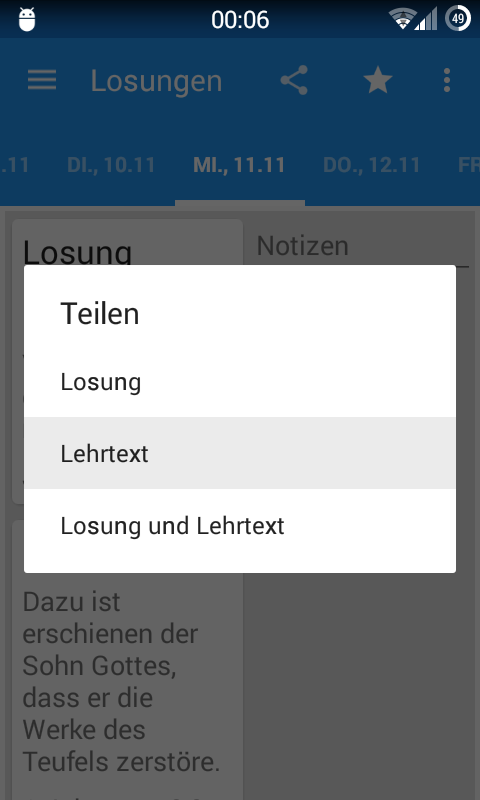 00:06
49
Losungen
.11
DI., 10.11
MI., 11.11
DO., 12.11
FR
Losung
Notizen
Teilen
Losung
Lehrtext
Losung und Lehrtext
Dazu ist
erschienen der
Sohn Gottes,
dass er die
Werke des
Teufels zerstöre.